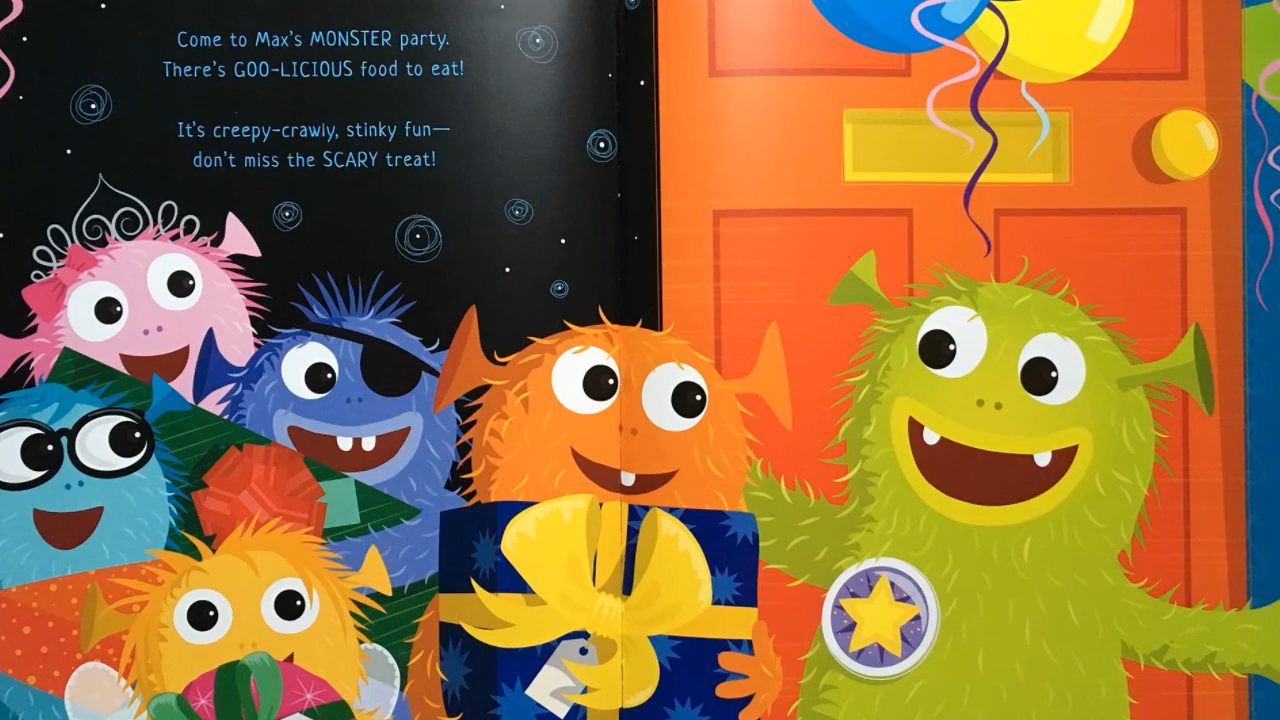 Come to Max's MONSTER party.
There's GOO-LICIOUS food to eat!
It's creepy-crawly, stinky fun—
don't miss the SCARY treat!